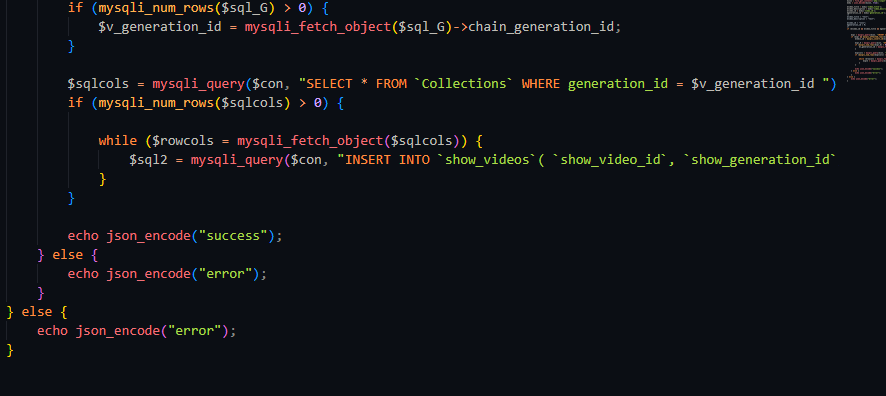 if (mysqli_num_rows($sql_G) > 0) {
$v_generation_id = mysqli_fetch_object($sql_G)->chain_generation_id;
}
$sqlcols = mysqli_query($con, "SELECT * FROM `Collections` WHERE generation_id = $v_generation_id ")
if (mysqli_num_rows($sqlcols) > 0) {
while ($rowcols = mysqli_fetch_object($sqlcols)) {
$sql2 = mysqli_query($con, "INSERT INTO `show_videos`( `show_video_id`, `show_generation_id`
}
}
echo json_encode("success");
} else {
echo json_encode("error");
}
} else {
echo json_encode("error");
}